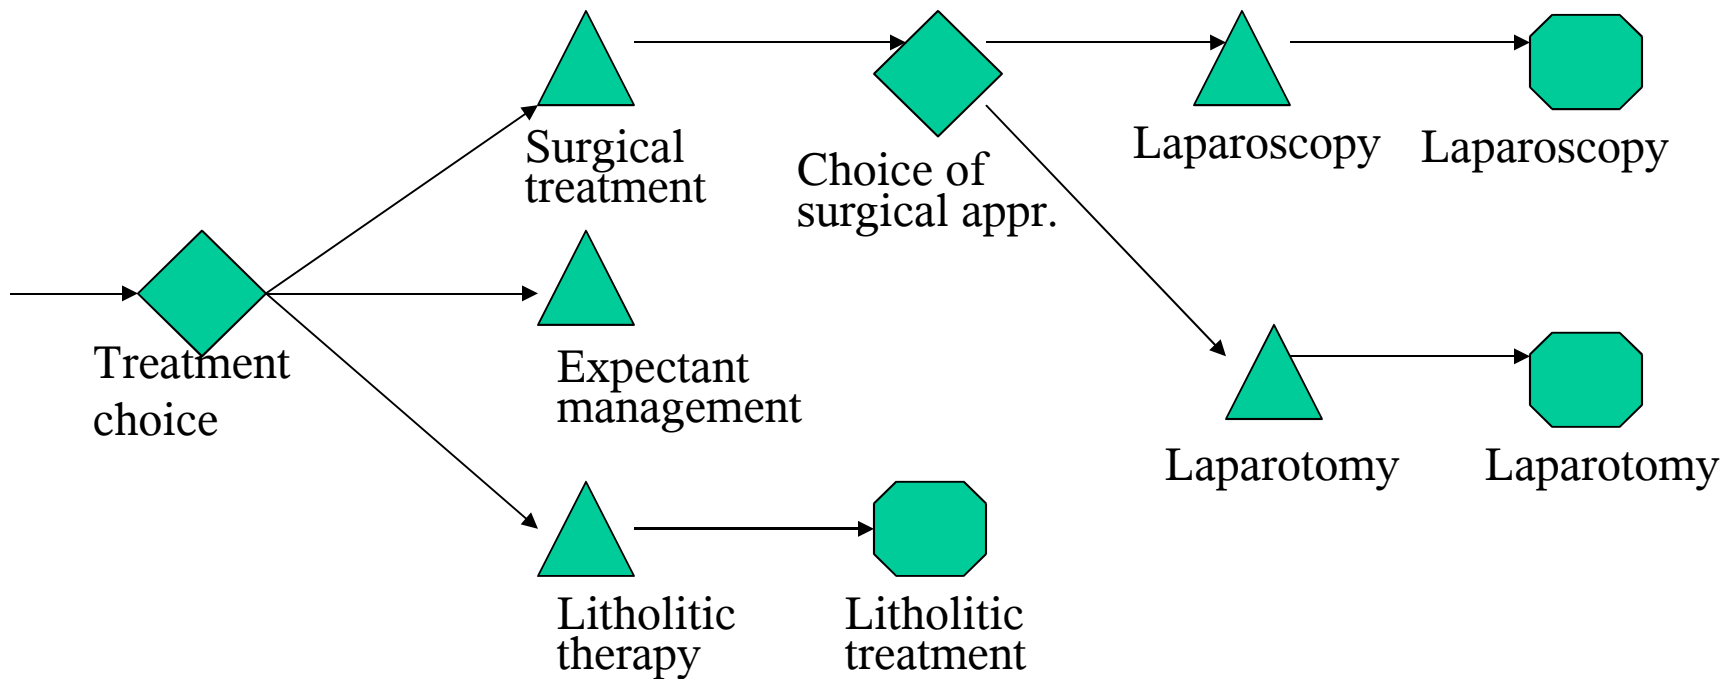 Surgical
treatment
Choice of
surgical appr.
Laparoscopy
Laparoscopy
Treatment
choice
Expectant
management
Laparotomy
Laparotomy
Litholitic
therapy
Litholitic
treatment